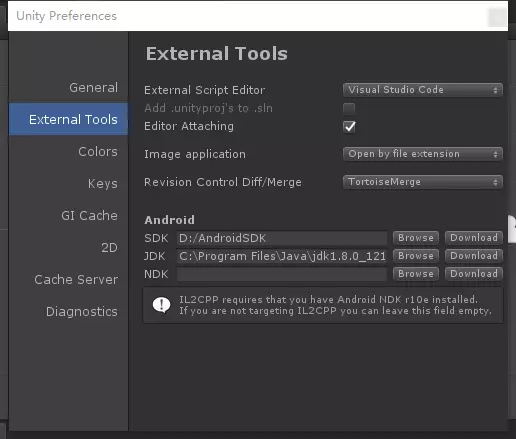 Unity Preferences
External Tools
General
External Tools
Colors
Keys
GI Cache
2D
Cache Server
Diagnostics
External Script Editor Visual Studio Code
Add .unityproj's to .sln
Editor Attaching
Image application Open by file extension
Revision Control Diff/Merge TortoiseMerge
Android
SDK D:/AndroidSDK Browse Download
JDK C:\Program Files\Java\jdk1.8.0_121 Browse Download
NDK Browse Download
IL2CPP requires that you have Android NDK r10e installed.
If you are not targeting IL2CPP you can leave this field empty.